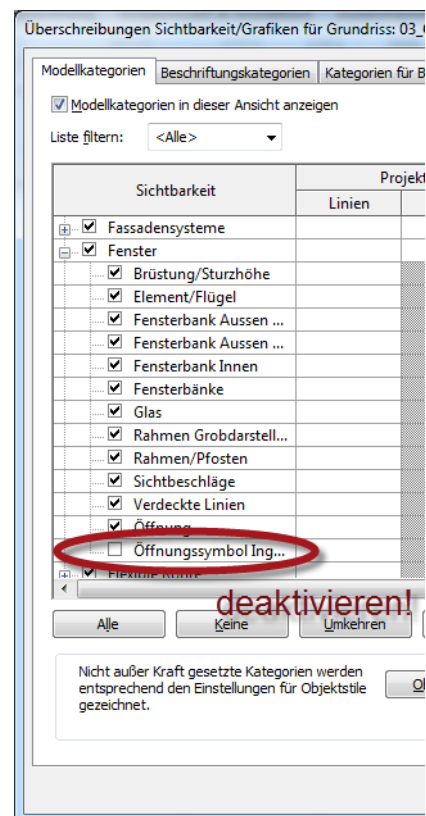 Überschreibungen Sichtbarkeit/Grafiken für Grundriss: 03_
Modellkategorien Beschriftungskategorien Kategorien für B
Modellkategorien in dieser Ansicht anzeigen
Liste filtern: <Alle>
Sichtbarkeit Projekt
Linien
Fassadensysteme
Fenster
Brüstung/Sturzhöhe
Element/Flügel
Fensterbank Aussen ...
Fensterbank Aussen ...
Fensterbank Innen
Fensterbänke
Glas
Rahmen Grobdarstell...
Rahmen/Pfosten
Sichtbeschläge
Verdeckte Linien
Öffnung
Öffnungssymbol Ing...
Flexible Rohre
deaktivieren!
Alle Keine Umkehren
Nicht außer Kraft gesetzte Kategorien werden
entsprechend den Einstellungen für Objektstile
gezeichnet.
Ob